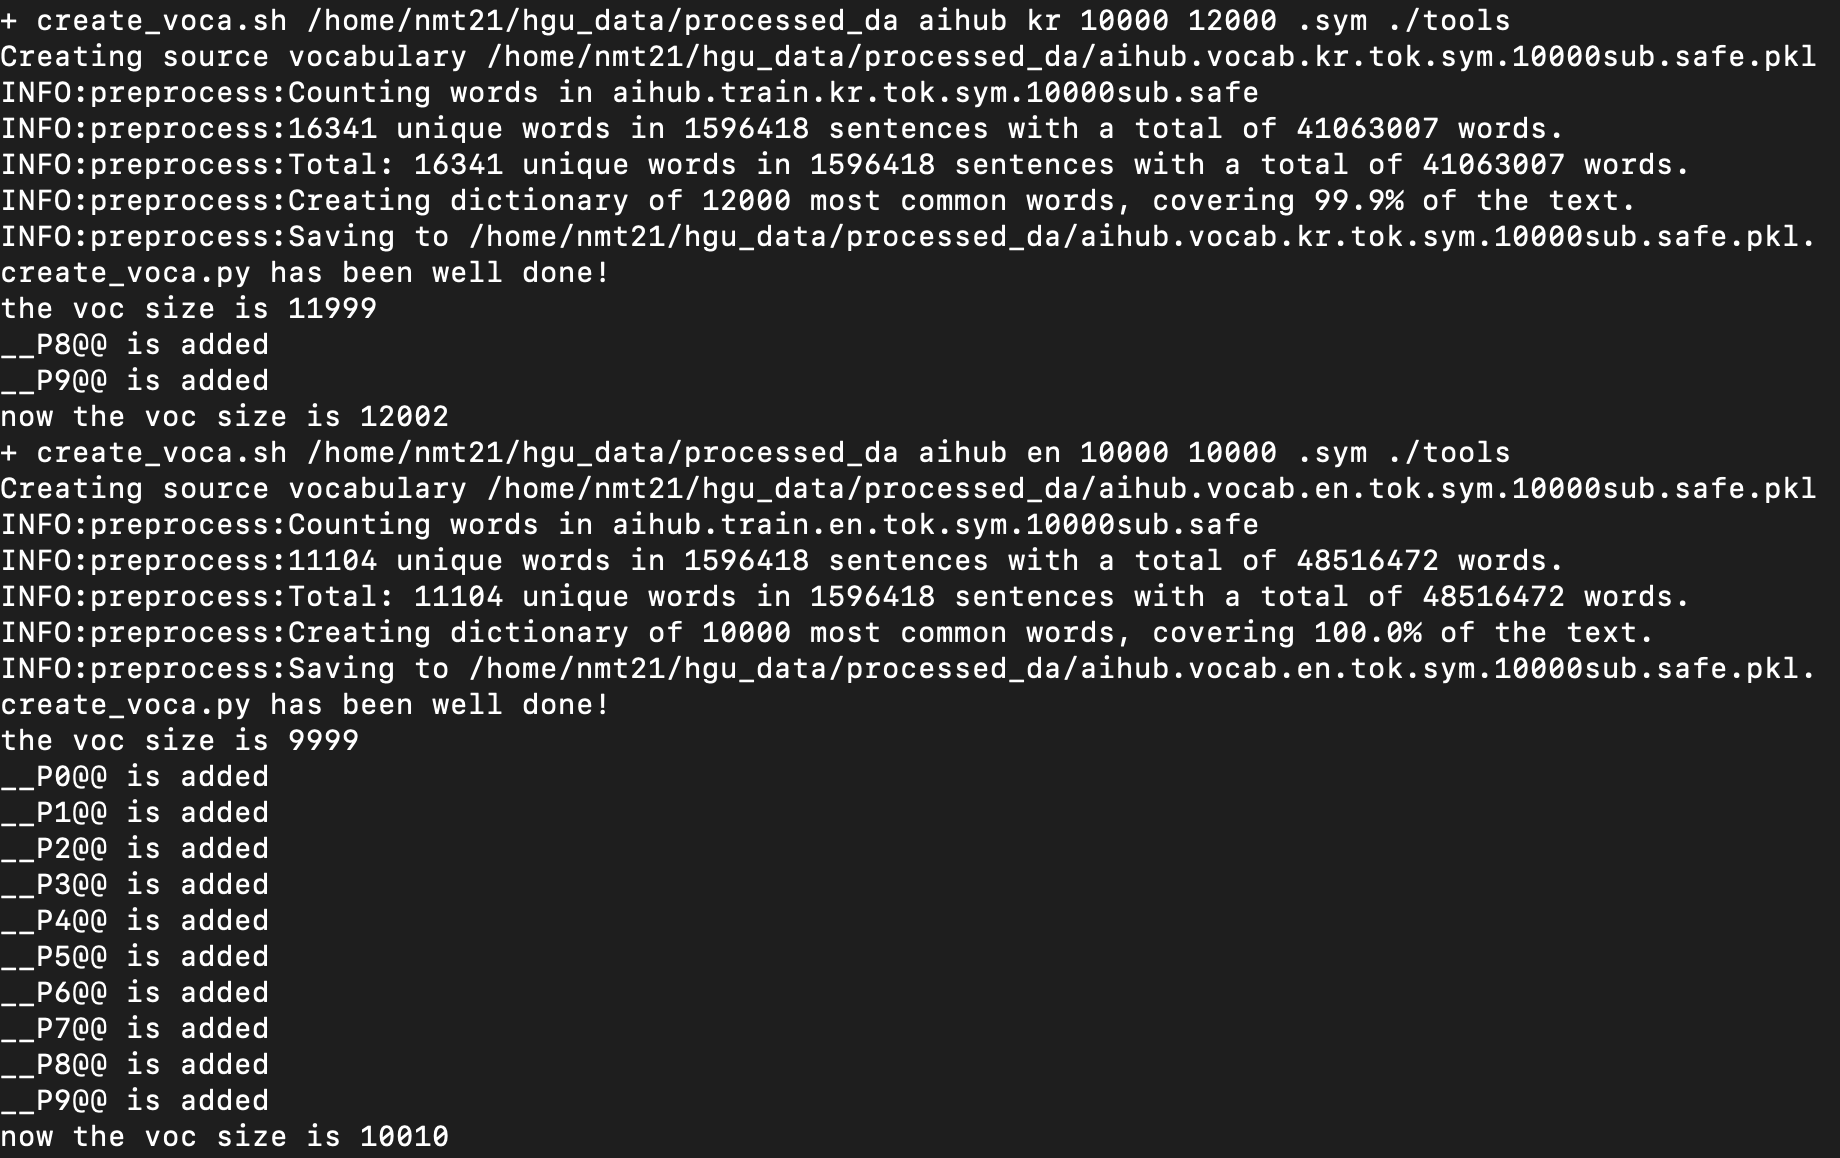 + create_voca.sh /home/nmt21/hgu_data/processed_da aihub kr 10000 12000 .sym ./tools
Creating source vocabulary /home/nmt21/hgu_data/processed_da/aihub.vocab.kr.tok.sym.10000sub.safe.pkl
INFO:preprocess:Counting words in aihub.train.kr.tok.sym.10000sub.safe
INFO:preprocess:16341 unique words in 1596418 sentences with a total of 41063007 words.
INFO:preprocess:Total: 16341 unique words in 1596418 sentences with a total of 41063007 words.
INFO:preprocess:Creating dictionary of 12000 most common words, covering 99.9% of the text.
INFO:preprocess:Saving to /home/nmt21/hgu_data/processed_da/aihub.vocab.kr.tok.sym.10000sub.safe.pkl.
create_voca.py has been well done!
the voc size is 11999
__P8@@ is added
__P9@@ is added
now the voc size is 12002
+ create_voca.sh /home/nmt21/hgu_data/processed_da aihub en 10000 10000 .sym ./tools
Creating source vocabulary /home/nmt21/hgu_data/processed_da/aihub.vocab.en.tok.sym.10000sub.safe.pkl
INFO:preprocess:Counting words in aihub.train.en.tok.sym.10000sub.safe
INFO:preprocess:11104 unique words in 1596418 sentences with a total of 48516472 words.
INFO:preprocess:Total: 11104 unique words in 1596418 sentences with a total of 48516472 words.
INFO:preprocess:Creating dictionary of 10000 most common words, covering 100.0% of the text.
INFO:preprocess:Saving to /home/nmt21/hgu_data/processed_da/aihub.vocab.en.tok.sym.10000sub.safe.pkl.
create_voca.py has been well done!
the voc size is 9999
__P0@@ is added
__P1@@ is added
__P2@@ is added
__P3@@ is added
__P4@@ is added
__P5@@ is added
__P6@@ is added
__P7@@ is added
__P8@@ is added
__P9@@ is added
now the voc size is 10010